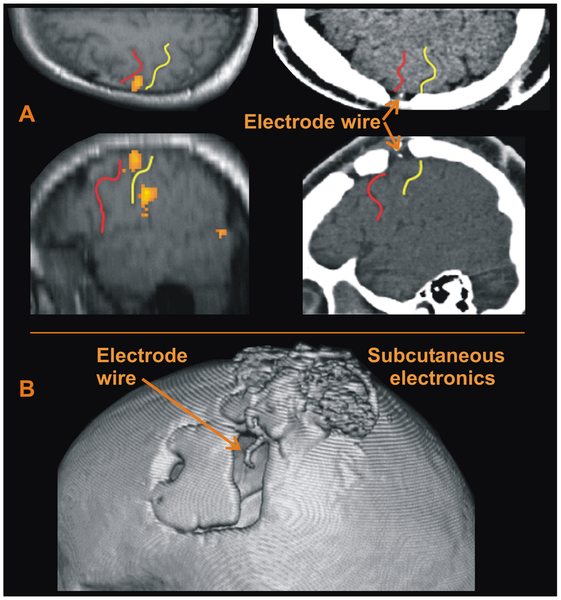 A
Electrode wire
B
Electrode
wire
Subcutaneous
electronics